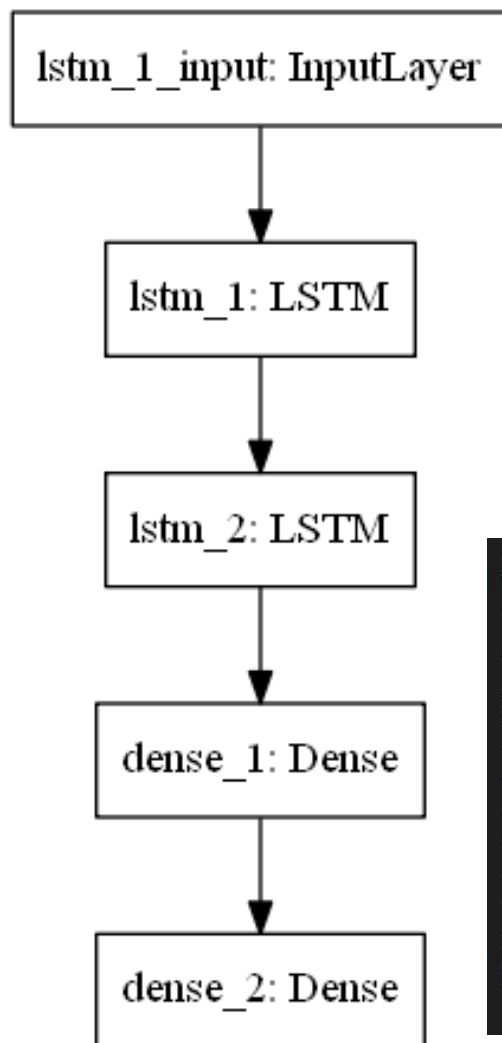 lstm_1_input: InputLayer
lstm_1: LSTM
lstm_2: LSTM
dense_1: Dense
dense_2: Dense